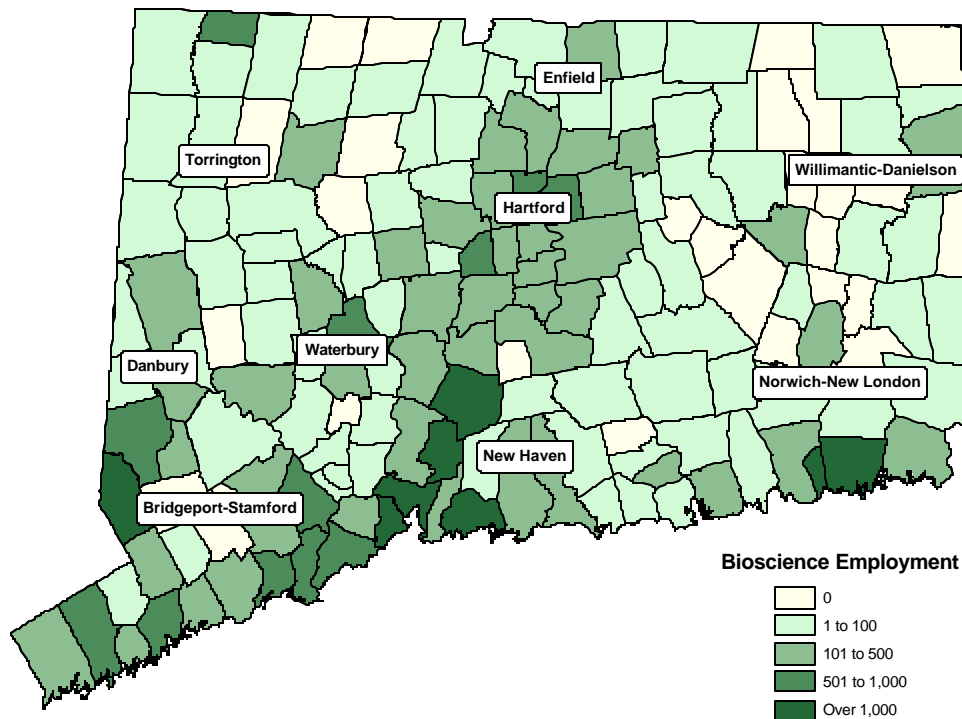 Enfield
Torrington
Willimantic-Danielson
Hartford
Waterbury
Danbury
Norwich-New London
New Haven
Bridgeport-Stamford
Bioscience Employment
0
1 to 100
101 to 500
501 to 1,000
Over 1,000